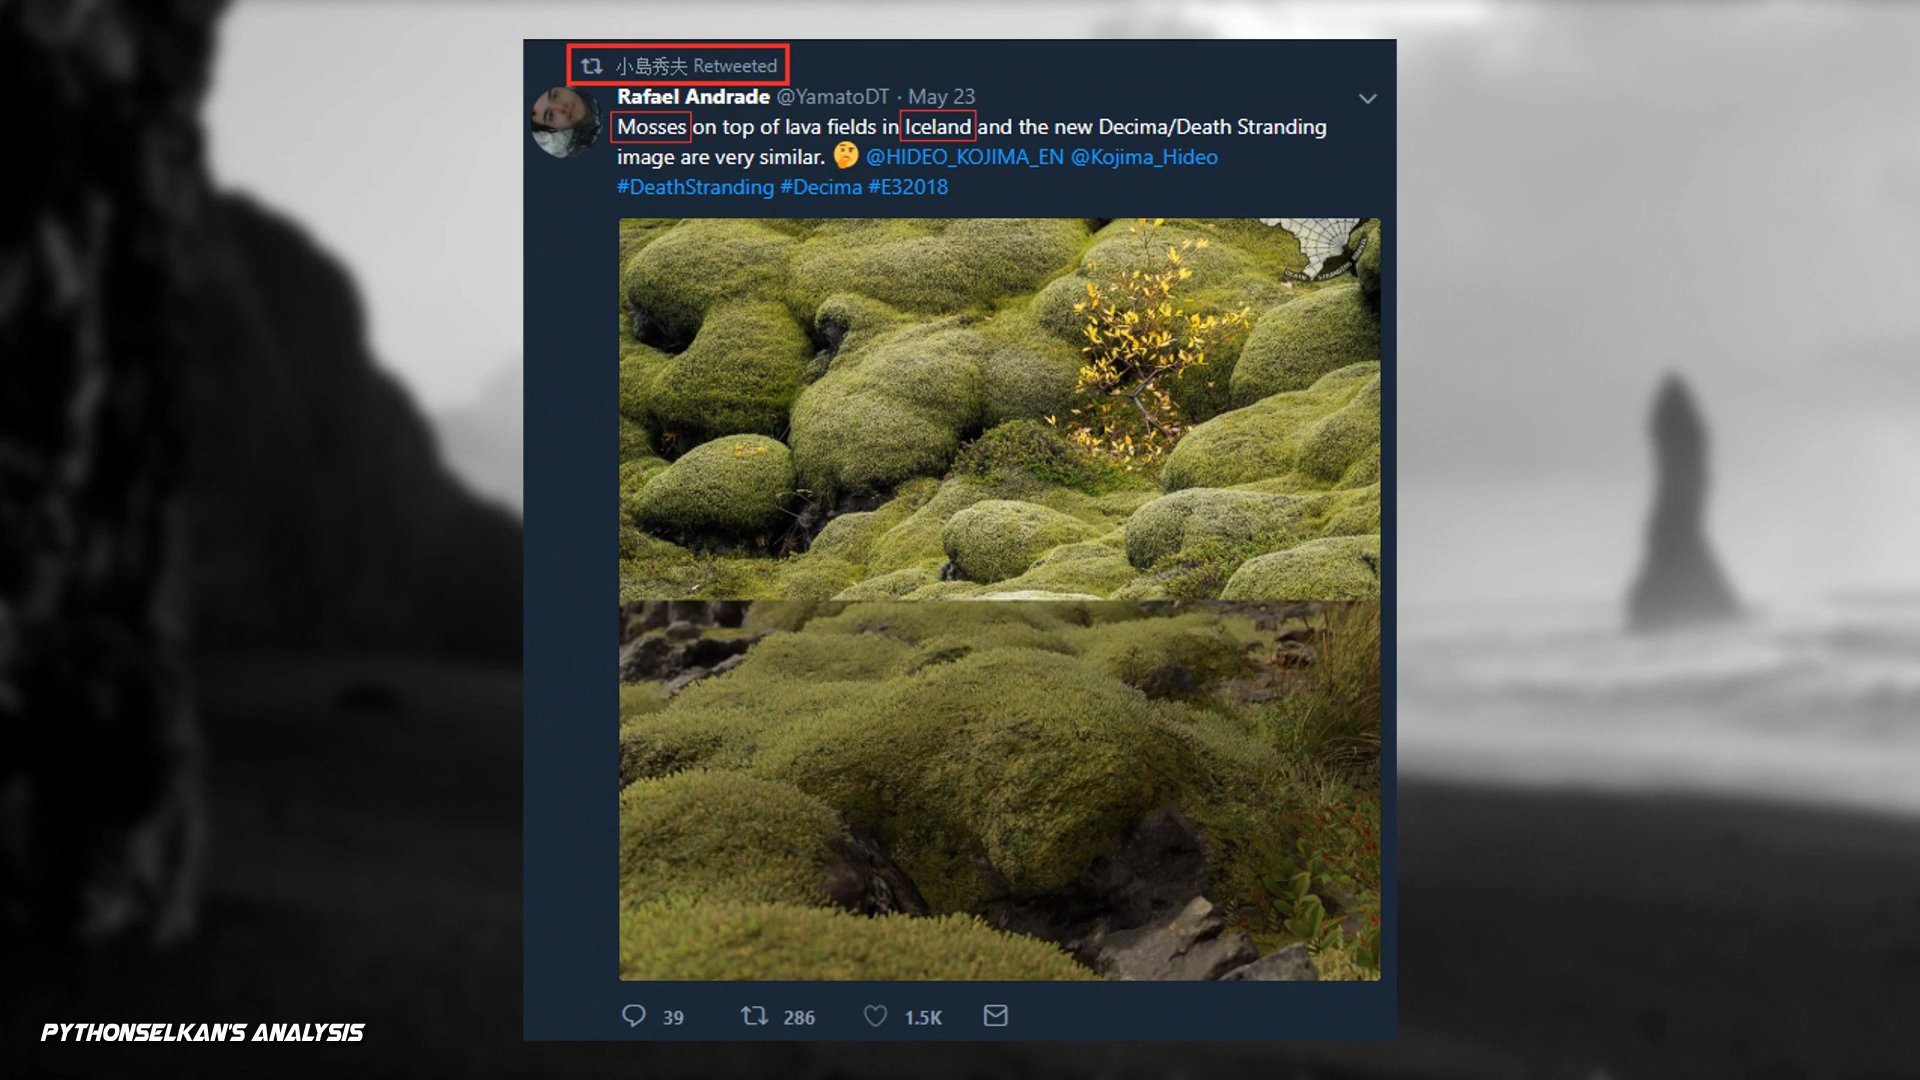 小島秀夫 Retweeted
Rafael Andrade @YamatoDT · May 23
Mosses on top of lava fields in Iceland and the new Decima/Death Stranding
image are very similar. 🤔 @HIDEO_KOJIMA_EN @Kojima_Hideo
#DeathStranding #Decima #E32018
39 286 1.5K
PYTHONSELKAN'S ANALYSIS